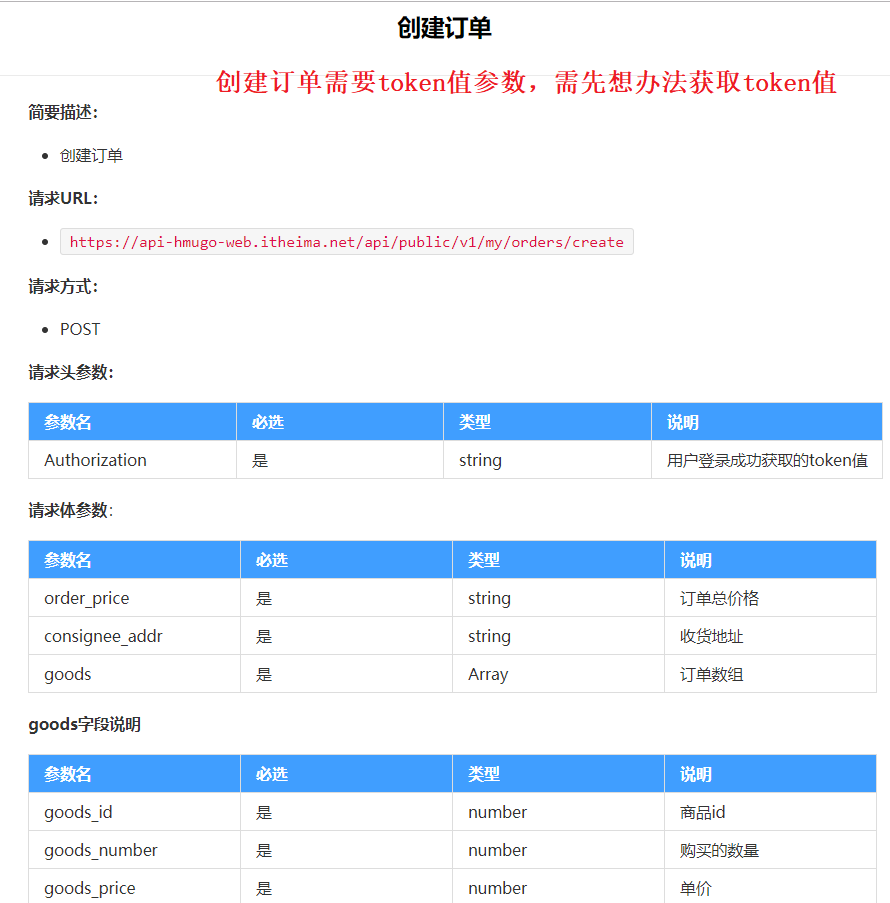 创建订单
创建订单需要token值参数，需先想办法获取token值
简要描述：
创建订单
请求URL：
https://api-hmugo-web.itheima.net/api/public/v1/my/orders/create
请求方式：
POST
请求头参数：
参数名 必选 类型 说明
Authorization 是 string 用户登录成功获取的token值
请求体参数：
参数名 必选 类型 说明
order_price 是 string 订单总价格
consignee_addr 是 string 收货地址
goods 是 Array 订单数组
goods字段说明
参数名 必选 类型 说明
goods_id 是 number 商品id
goods_number 是 number 购买的数量
goods_price 是 number 单价